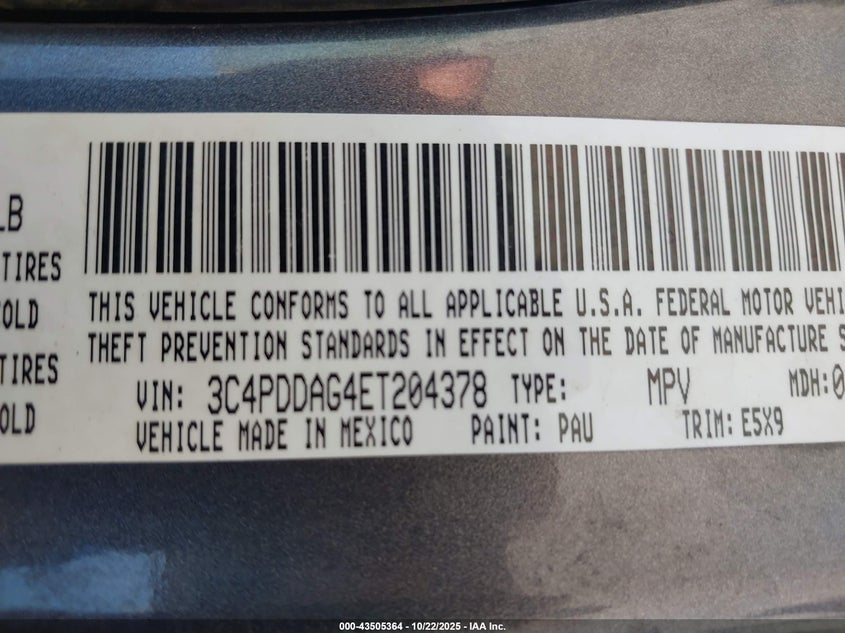 LB
TIRES
OLD
TIRES
OLD
THIS VEHICLE CONFORMS TO ALL APPLICABLE U.S.A. FEDERAL MOTOR VEHI
THEFT PREVENTION STANDARDS IN EFFECT ON THE DATE OF MANUFACTURE S
VIN: 3C4PDDAG4ET204378 TYPE: MPV MDH:0
VEHICLE MADE IN MEXICO PAINT: PAU TRIM: E5X9
000-43505364 - 10/22/2025 - IAA Inc.